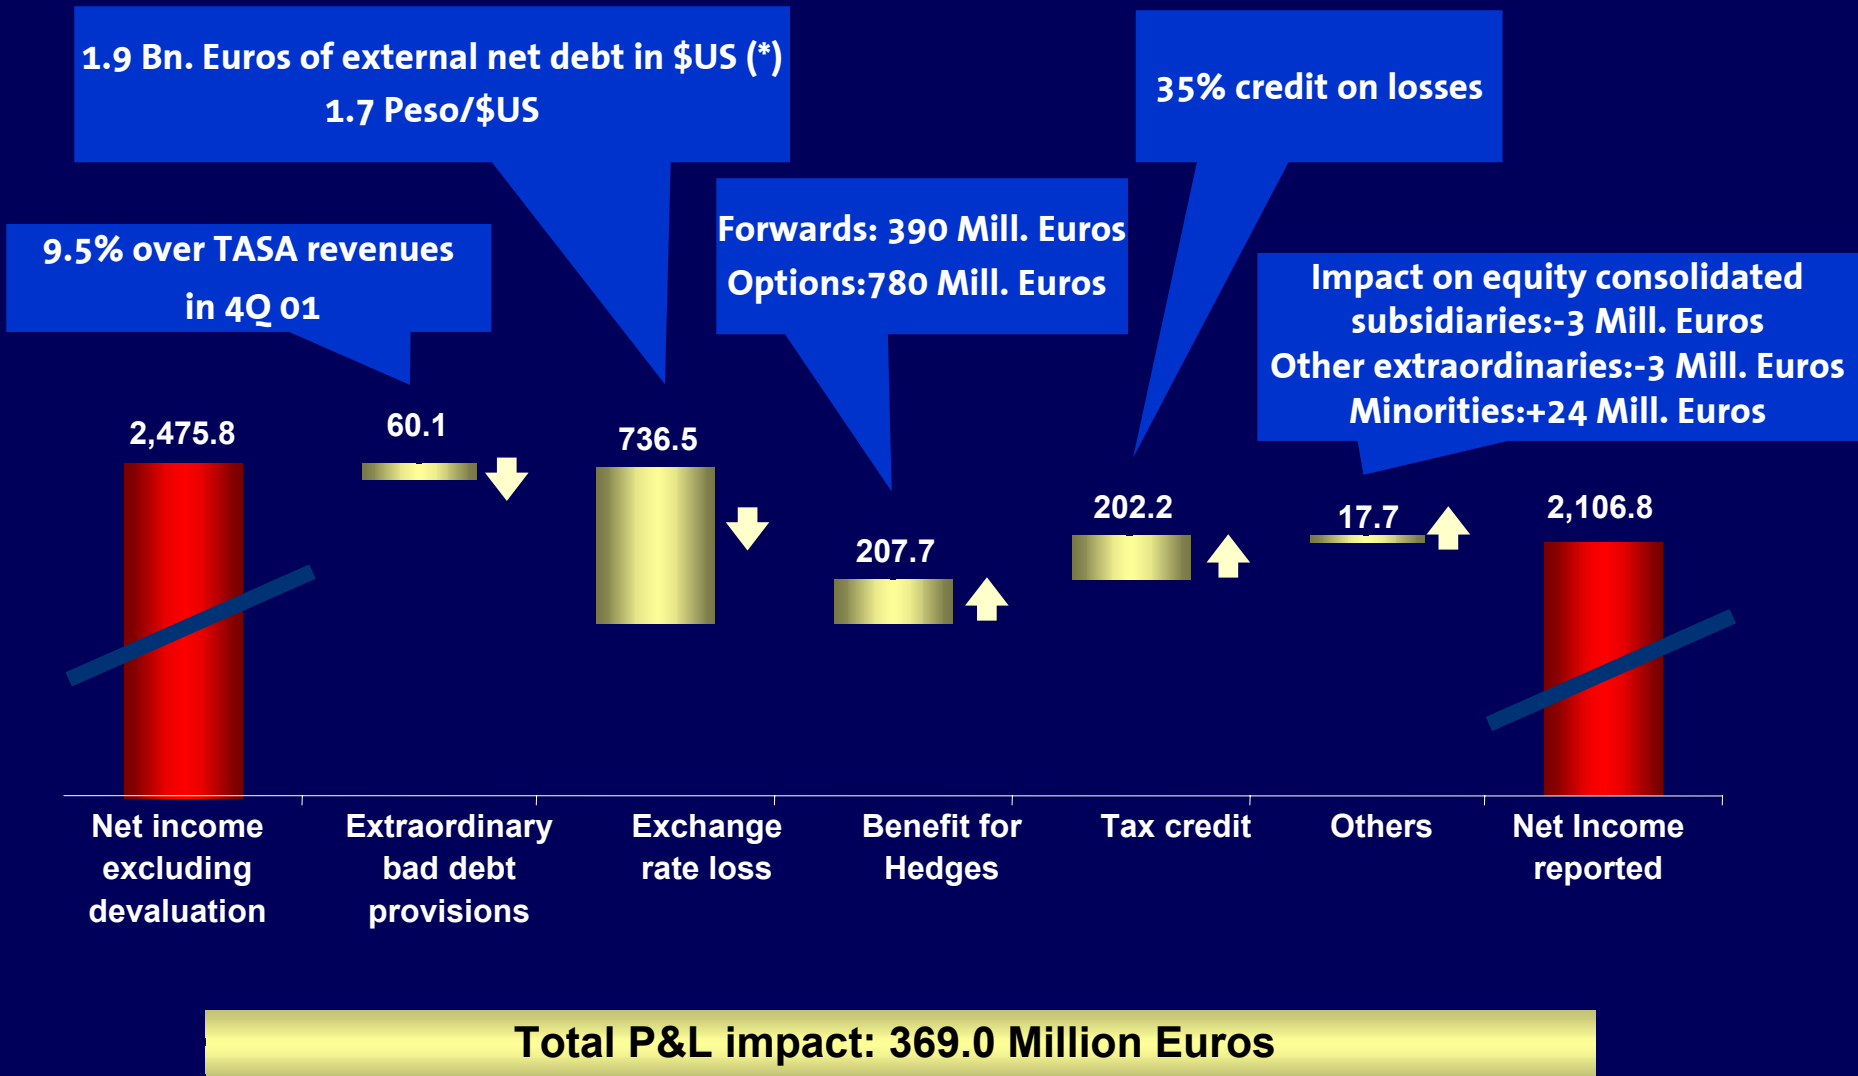 1.9 Bn. Euros of external net debt in $US (*)
1.7 Peso/$US
35% credit on losses
9.5% over TASA revenues
in 4Q 01
Forwards: 390 Mill. Euros
Options:780 Mill. Euros
Impact on equity consolidated
subsidiaries:-3 Mill. Euros
Other extraordinaries:-3 Mill. Euros
Minorities:+24 Mill. Euros
2,475.8
60.1
736.5
207.7
202.2
17.7
2,106.8
Net income
excluding
devaluation
Extraordinary
bad debt
provisions
Exchange
rate loss
Benefit for
Hedges
Tax credit
Others
Net Income
reported
Total P&L impact: 369.0 Million Euros